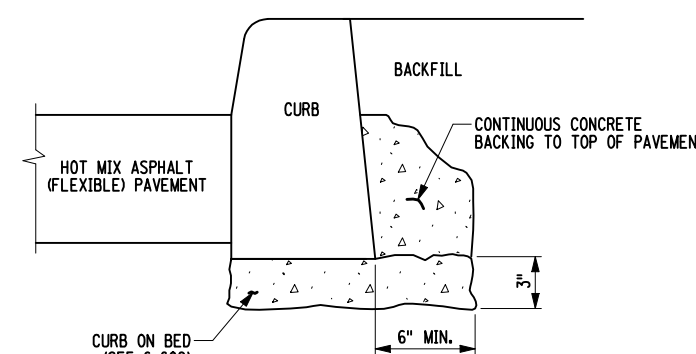 BACKFILL
CURB
CONTINUOUS CONCRETE
BACKING TO TOP OF
HOT MIX ASPHALT
(FLEXIBLE) PAVEMENT
3"
CURB ON BED
6" MIN.